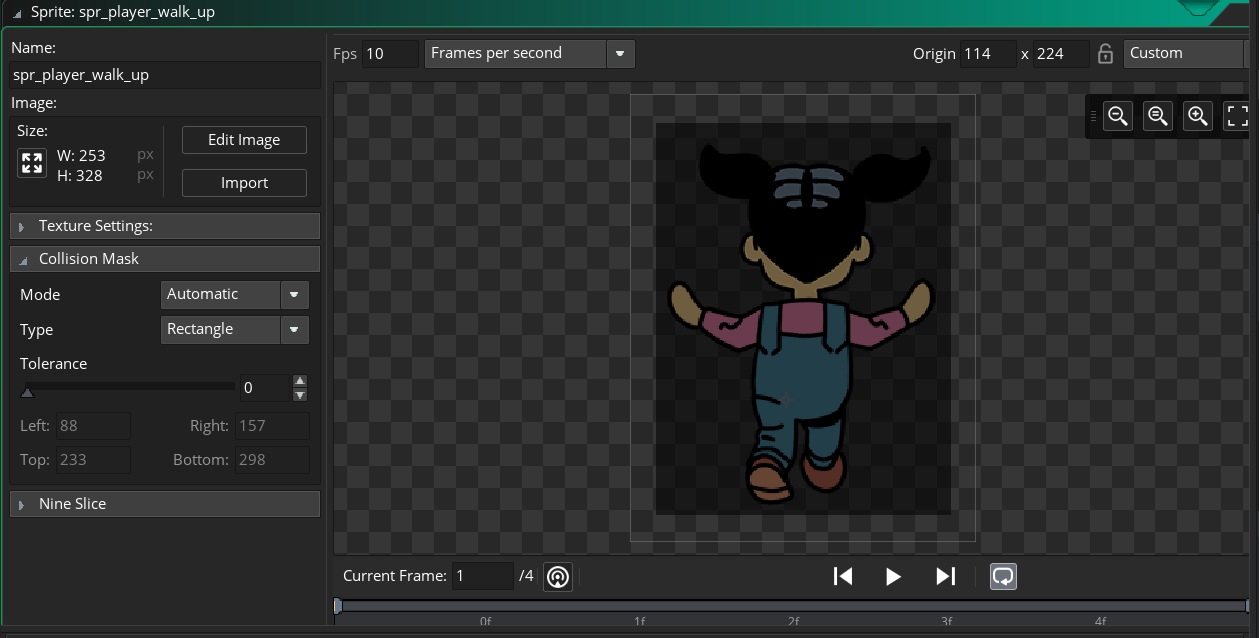 Sprite: spr_player_walk_up
Name:
spr_player_walk_up
Image:
Size:
W: 253 px
H: 328 px
Edit Image
Import
Texture Settings:
Collision Mask
Mode Automatic
Type Rectangle
Tolerance
0
Left: 88 Right: 157
Top: 233 Bottom: 298
Nine Slice
Fps 10 Frames per second Origin 114 x 224 Custom
Current Frame: 1 /4
0f 1f 2f 3f 4f